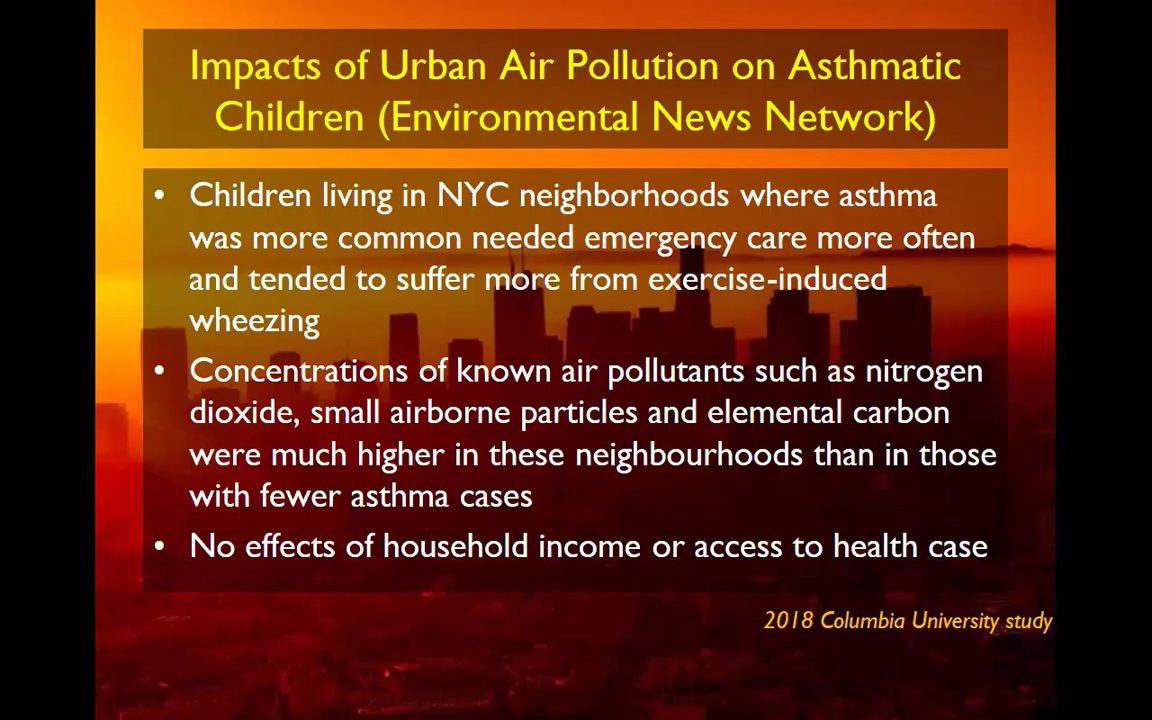 Impacts of Urban Air Pollution on Asthmatic
Children (Environmental News Network)
• Children living in NYC neighborhoods where asthma
was more common needed emergency care more often
and tended to suffer more from exercise-induced
wheezing
• Concentrations of known air pollutants such as nitrogen
dioxide, small airborne particles and elemental carbon
were much higher in these neighbourhoods than in those
with fewer asthma cases
• No effects of household income or access to health case
2018 Columbia University study